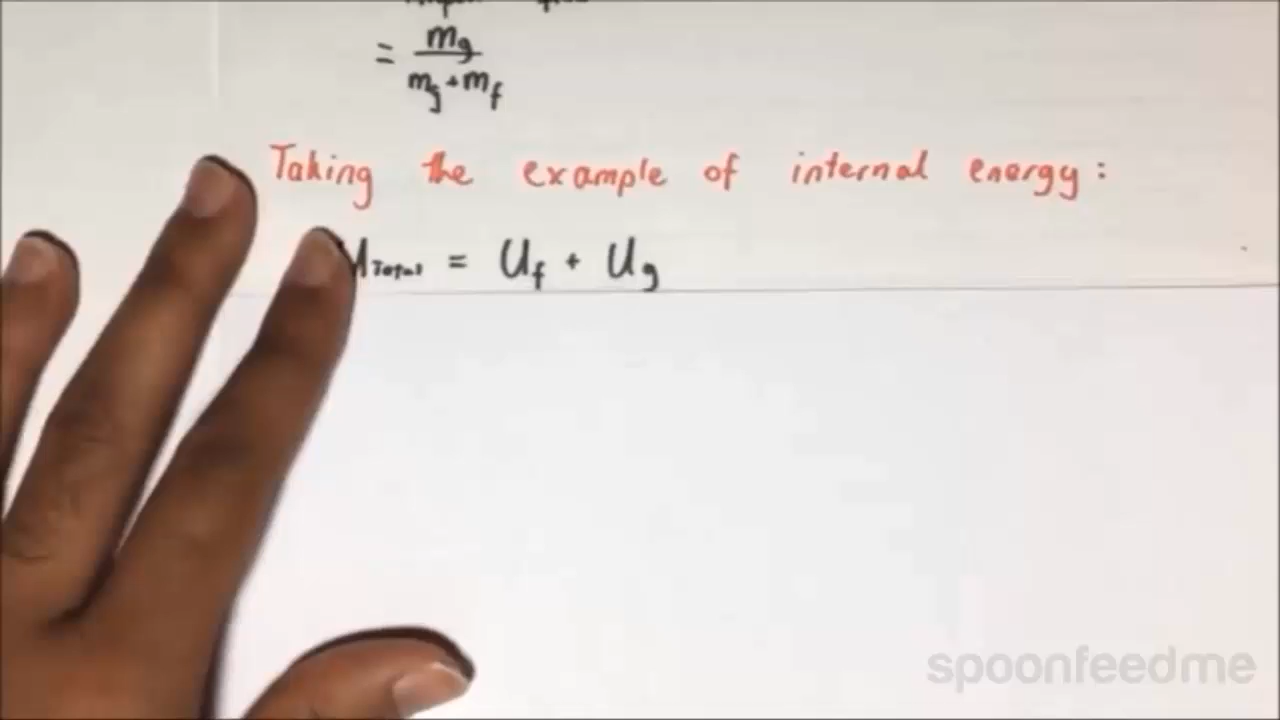 = mg / mg + mf
Taking the example of internal energy:
UTotal = Uf + Ug
spoonfeedme